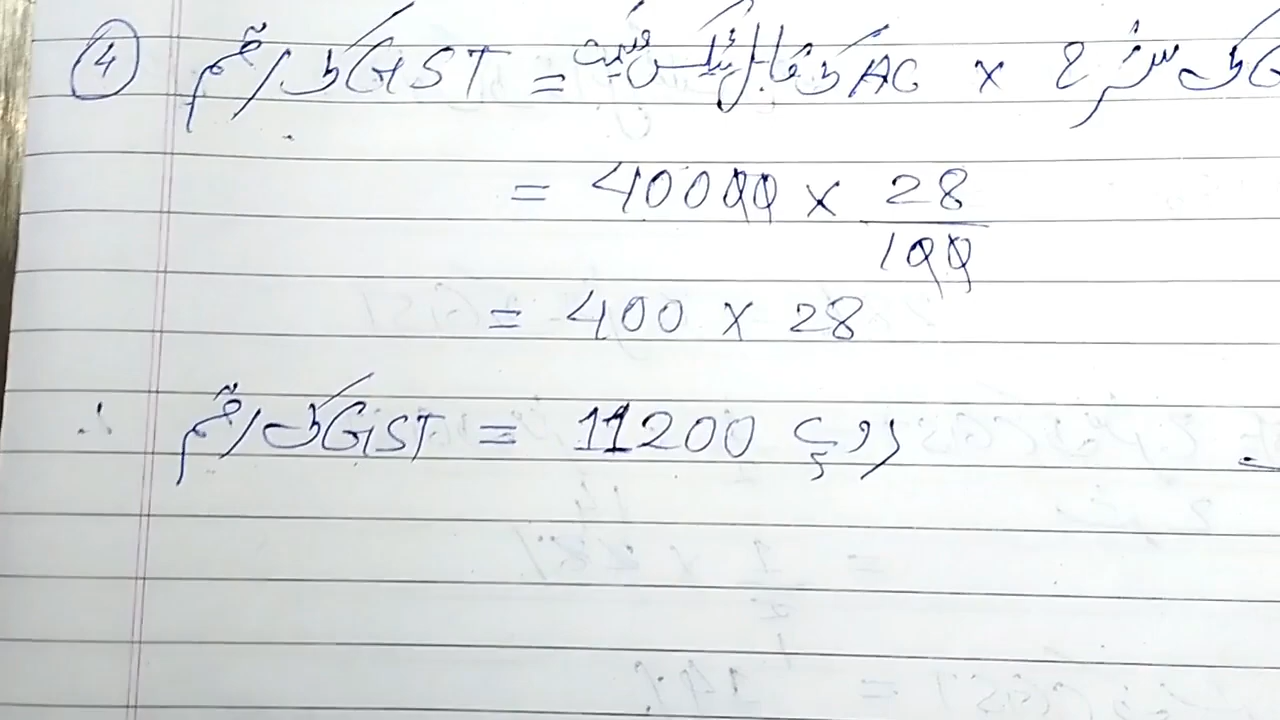 ④ GST کی رقم = AC کی قابل ٹیکس قیمت × کی شرح
= 40000 × 28/100
= 400 × 28
∴ GST کی رقم = 11200 روپے